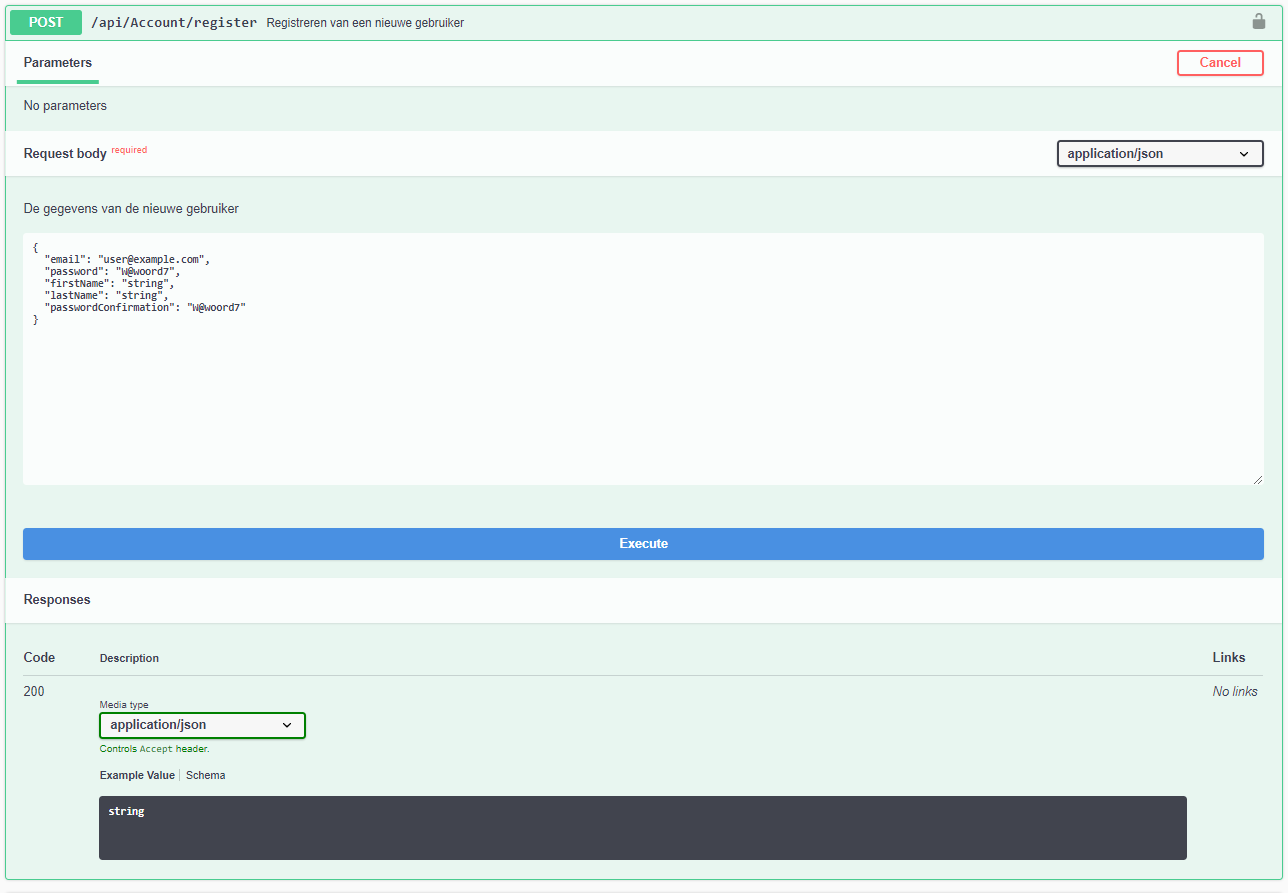 POST /api/Account/register Registreren van een nieuwe gebruiker
Parameters
Cancel
No parameters
Request body required
application/json
De gegevens van de nieuwe gebruiker
{
"email": "user@example.com",
"password": "W@woord7",
"firstName": "string",
"lastName": "string",
"passwordConfirmation": "W@woord7"
}
Execute
Responses
Code Description Links
200 No links
Media type
application/json
Controls Accept header.
Example Value Schema
string